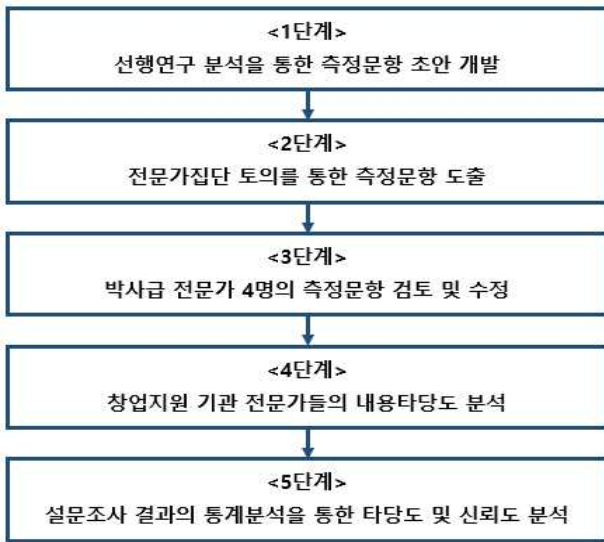 <1단계>
선행연구 분석을 통한 측정문항 초안 개발
<2단계>
전문가집단 토의를 통한 측정문항 도출
<3단계>
박사급 전문가 4명의 측정문항 검토 및 수정
<4단계>
창업지원 기관 전문가들의 내용타당도 분석
<5단계>
설문조사 결과의 통계분석을 통한 타당도 및 신뢰도 분석